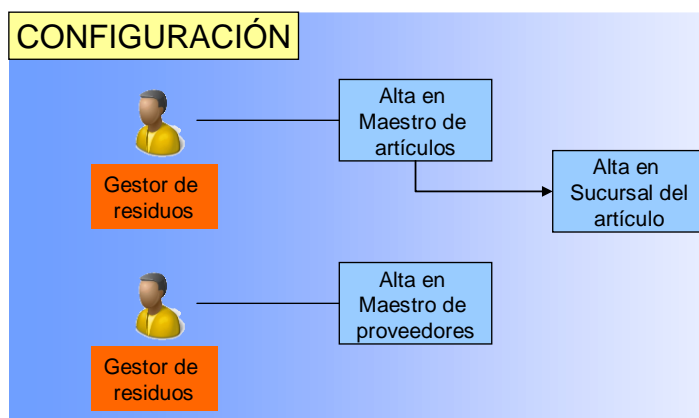 CONFIGURACIÓN
Alta en
Maestro de
artículos
Gestor de
residuos
Alta en
Sucursal del
artículo
Alta en
Maestro de
proveedores
Gestor de
residuos